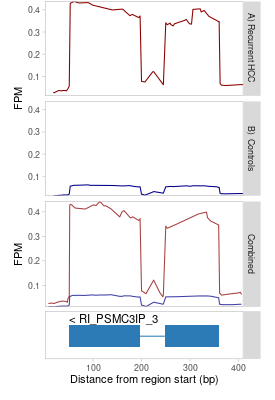 0.4
0.3
0.2
0.1
FPM
A) Recurrent HCC
0.4
0.3
0.2
0.1
B) Controls
0.4
0.3
0.2
0.1
FPM
Combined
< RI_PSMC3IP_3
100
200
300
400
Distance from region start (bp)